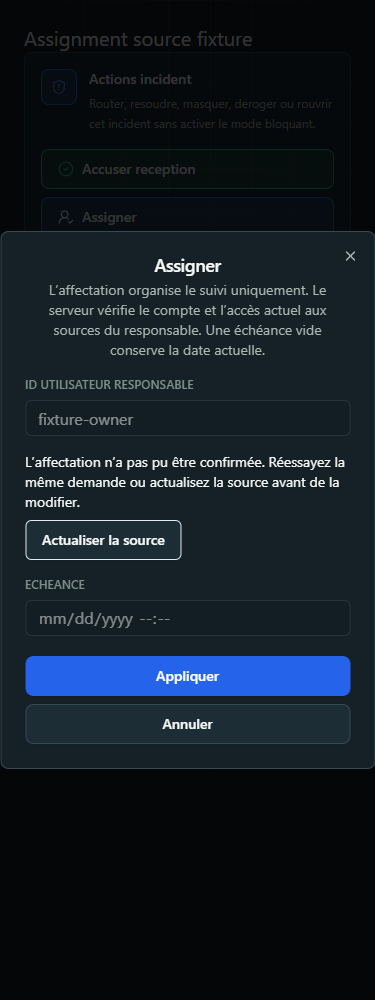 Assignment source fixture
Actions incident
Router, resoudre, masquer, deroger ou rouvrir
cet incident sans activer le mode bloquant.
Accuser reception
Assigner
Assigner
L’affectation organise le suivi uniquement. Le
serveur vérifie le compte et l’accès actuel aux
sources du responsable. Une échéance vide
conserve la date actuelle.
ID UTILISATEUR RESPONSABLE
fixture-owner
L’affectation n’a pas pu être confirmée. Réessayez la
même demande ou actualisez la source avant de la
modifier.
Actualiser la source
ECHEANCE
mm/dd/yyyy --:--
Appliquer
Annuler